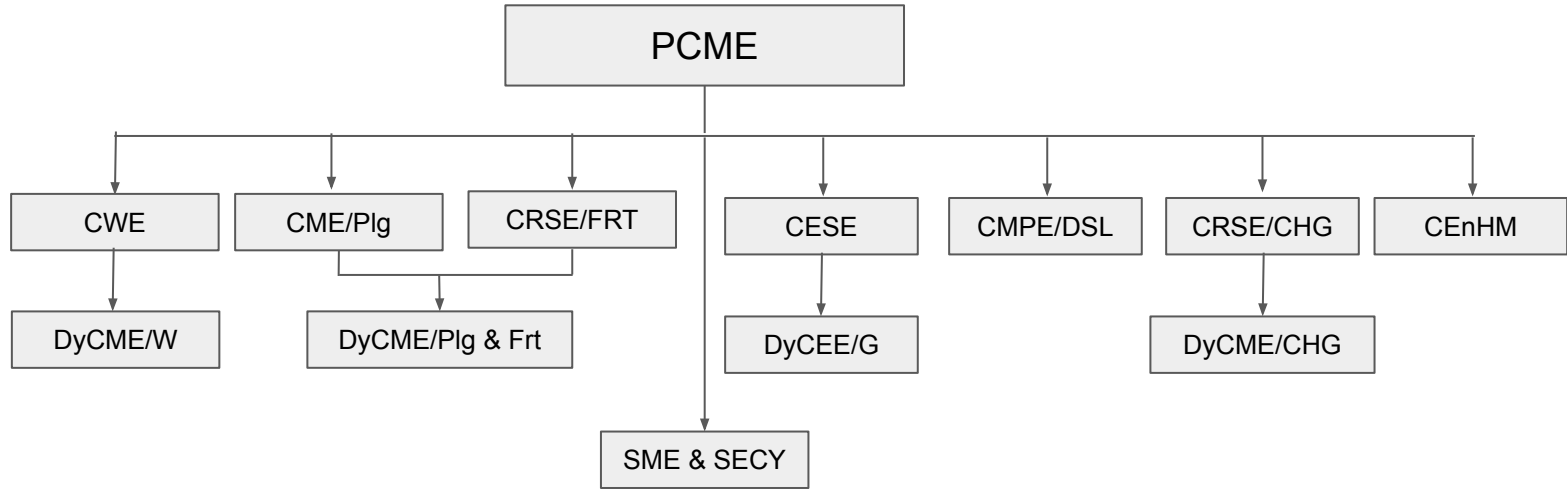 PCME
CWE
CME/Plg
CRSE/FRT
CESE
CMPE/DSL
CRSE/CHG
CEnHM
DyCME/W
DyCME/Plg & Frt
DyCEE/G
DyCME/CHG
SME & SECY